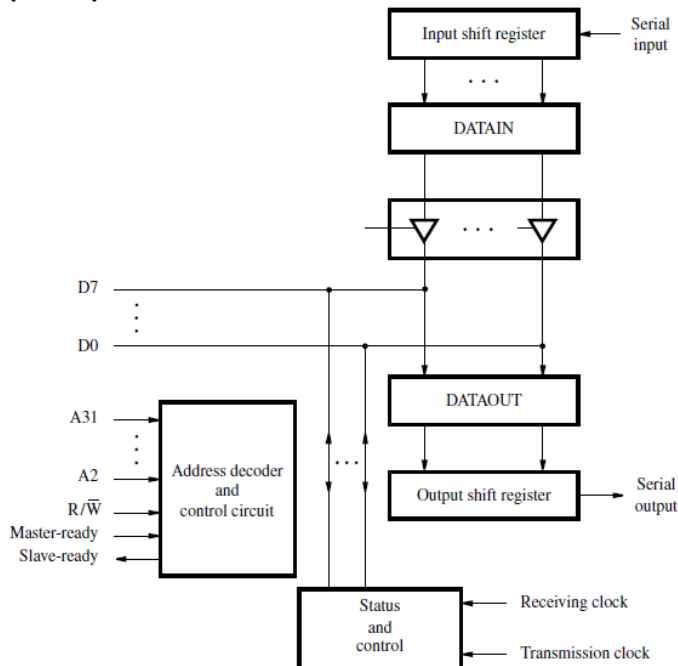 Input shift register
Serial
input
. . .
DATAIN
. . .
D7
D0
DATAOUT
A31
A2
Address decoder
and
control circuit
R/W̅
Master-ready
Slave-ready
. . .
Output shift register
Serial
output
Status
and
control
Receiving clock
Transmission clock